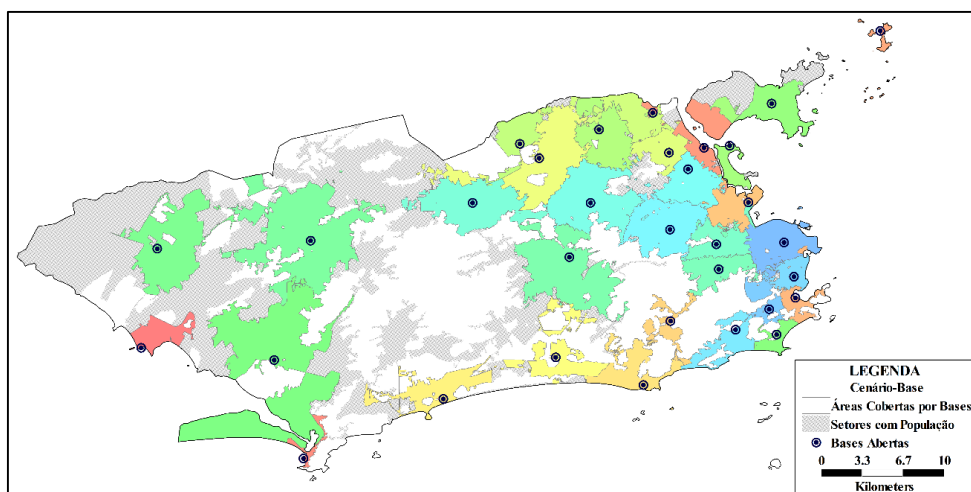 LEGENDA
Cenário-Base
Áreas Cobertas por Bases
Setores com População
Bases Abertas
0 3.3 6.7 10
Kilometers